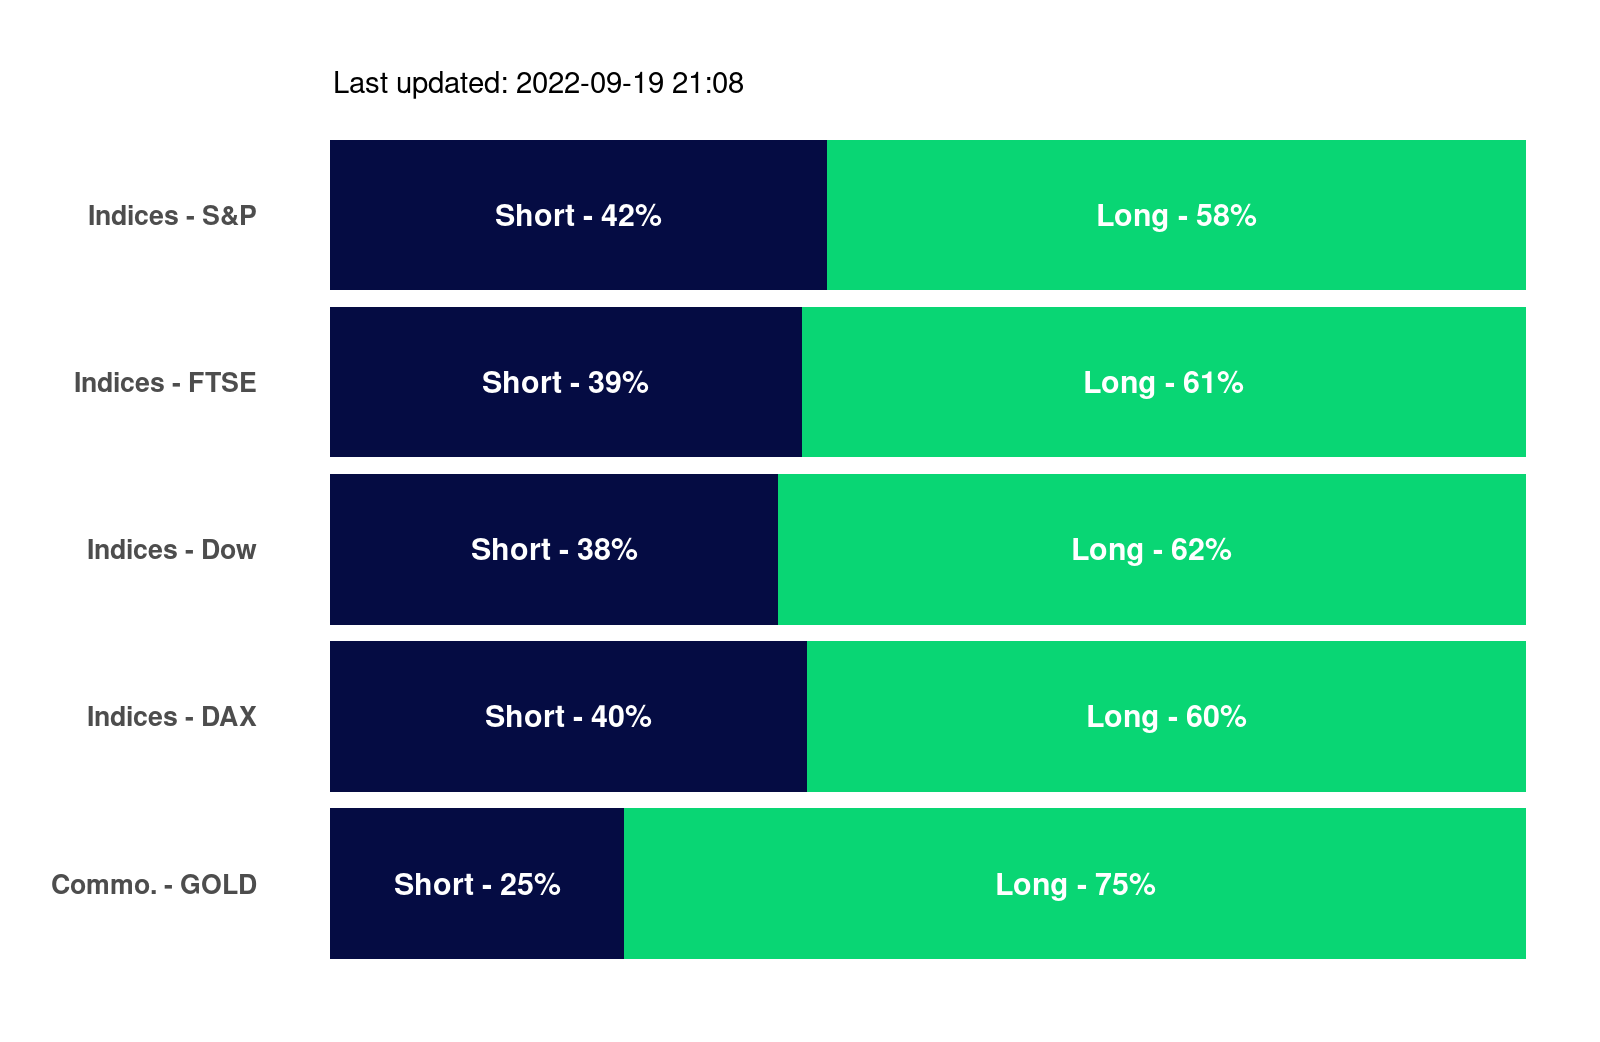 Last updated: 2022-09-19 21:08
Indices - S&P Short - 42% Long - 58%
Indices - FTSE Short - 39% Long - 61%
Indices - Dow Short - 38% Long - 62%
Indices - DAX Short - 40% Long - 60%
Commo. - GOLD Short - 25% Long - 75%